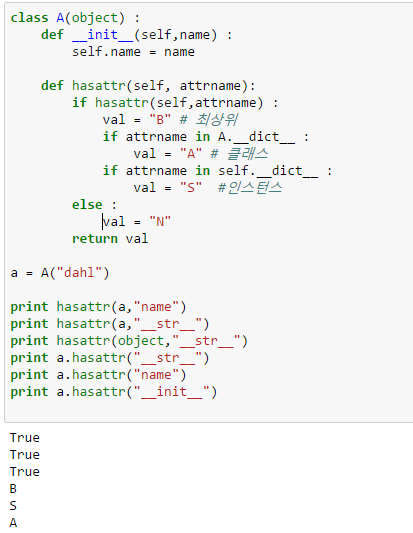 class A(object) :
    def __init__(self,name) :
        self.name = name

    def hasattr(self, attrname):
        if hasattr(self,attrname) :
            val = "B" # 최상위
            if attrname in A.__dict__ :
                val = "A" # 클래스
            if attrname in self.__dict__ :
                val = "S"  #인스턴스
        else :
            val = "N"
        return val

a = A("dahl")

print hasattr(a,"name")
print hasattr(a,"__str__")
print hasattr(object,"__str__")
print a.hasattr("__str__")
print a.hasattr("name")
print a.hasattr("__init__")

True
True
True
B
S
A